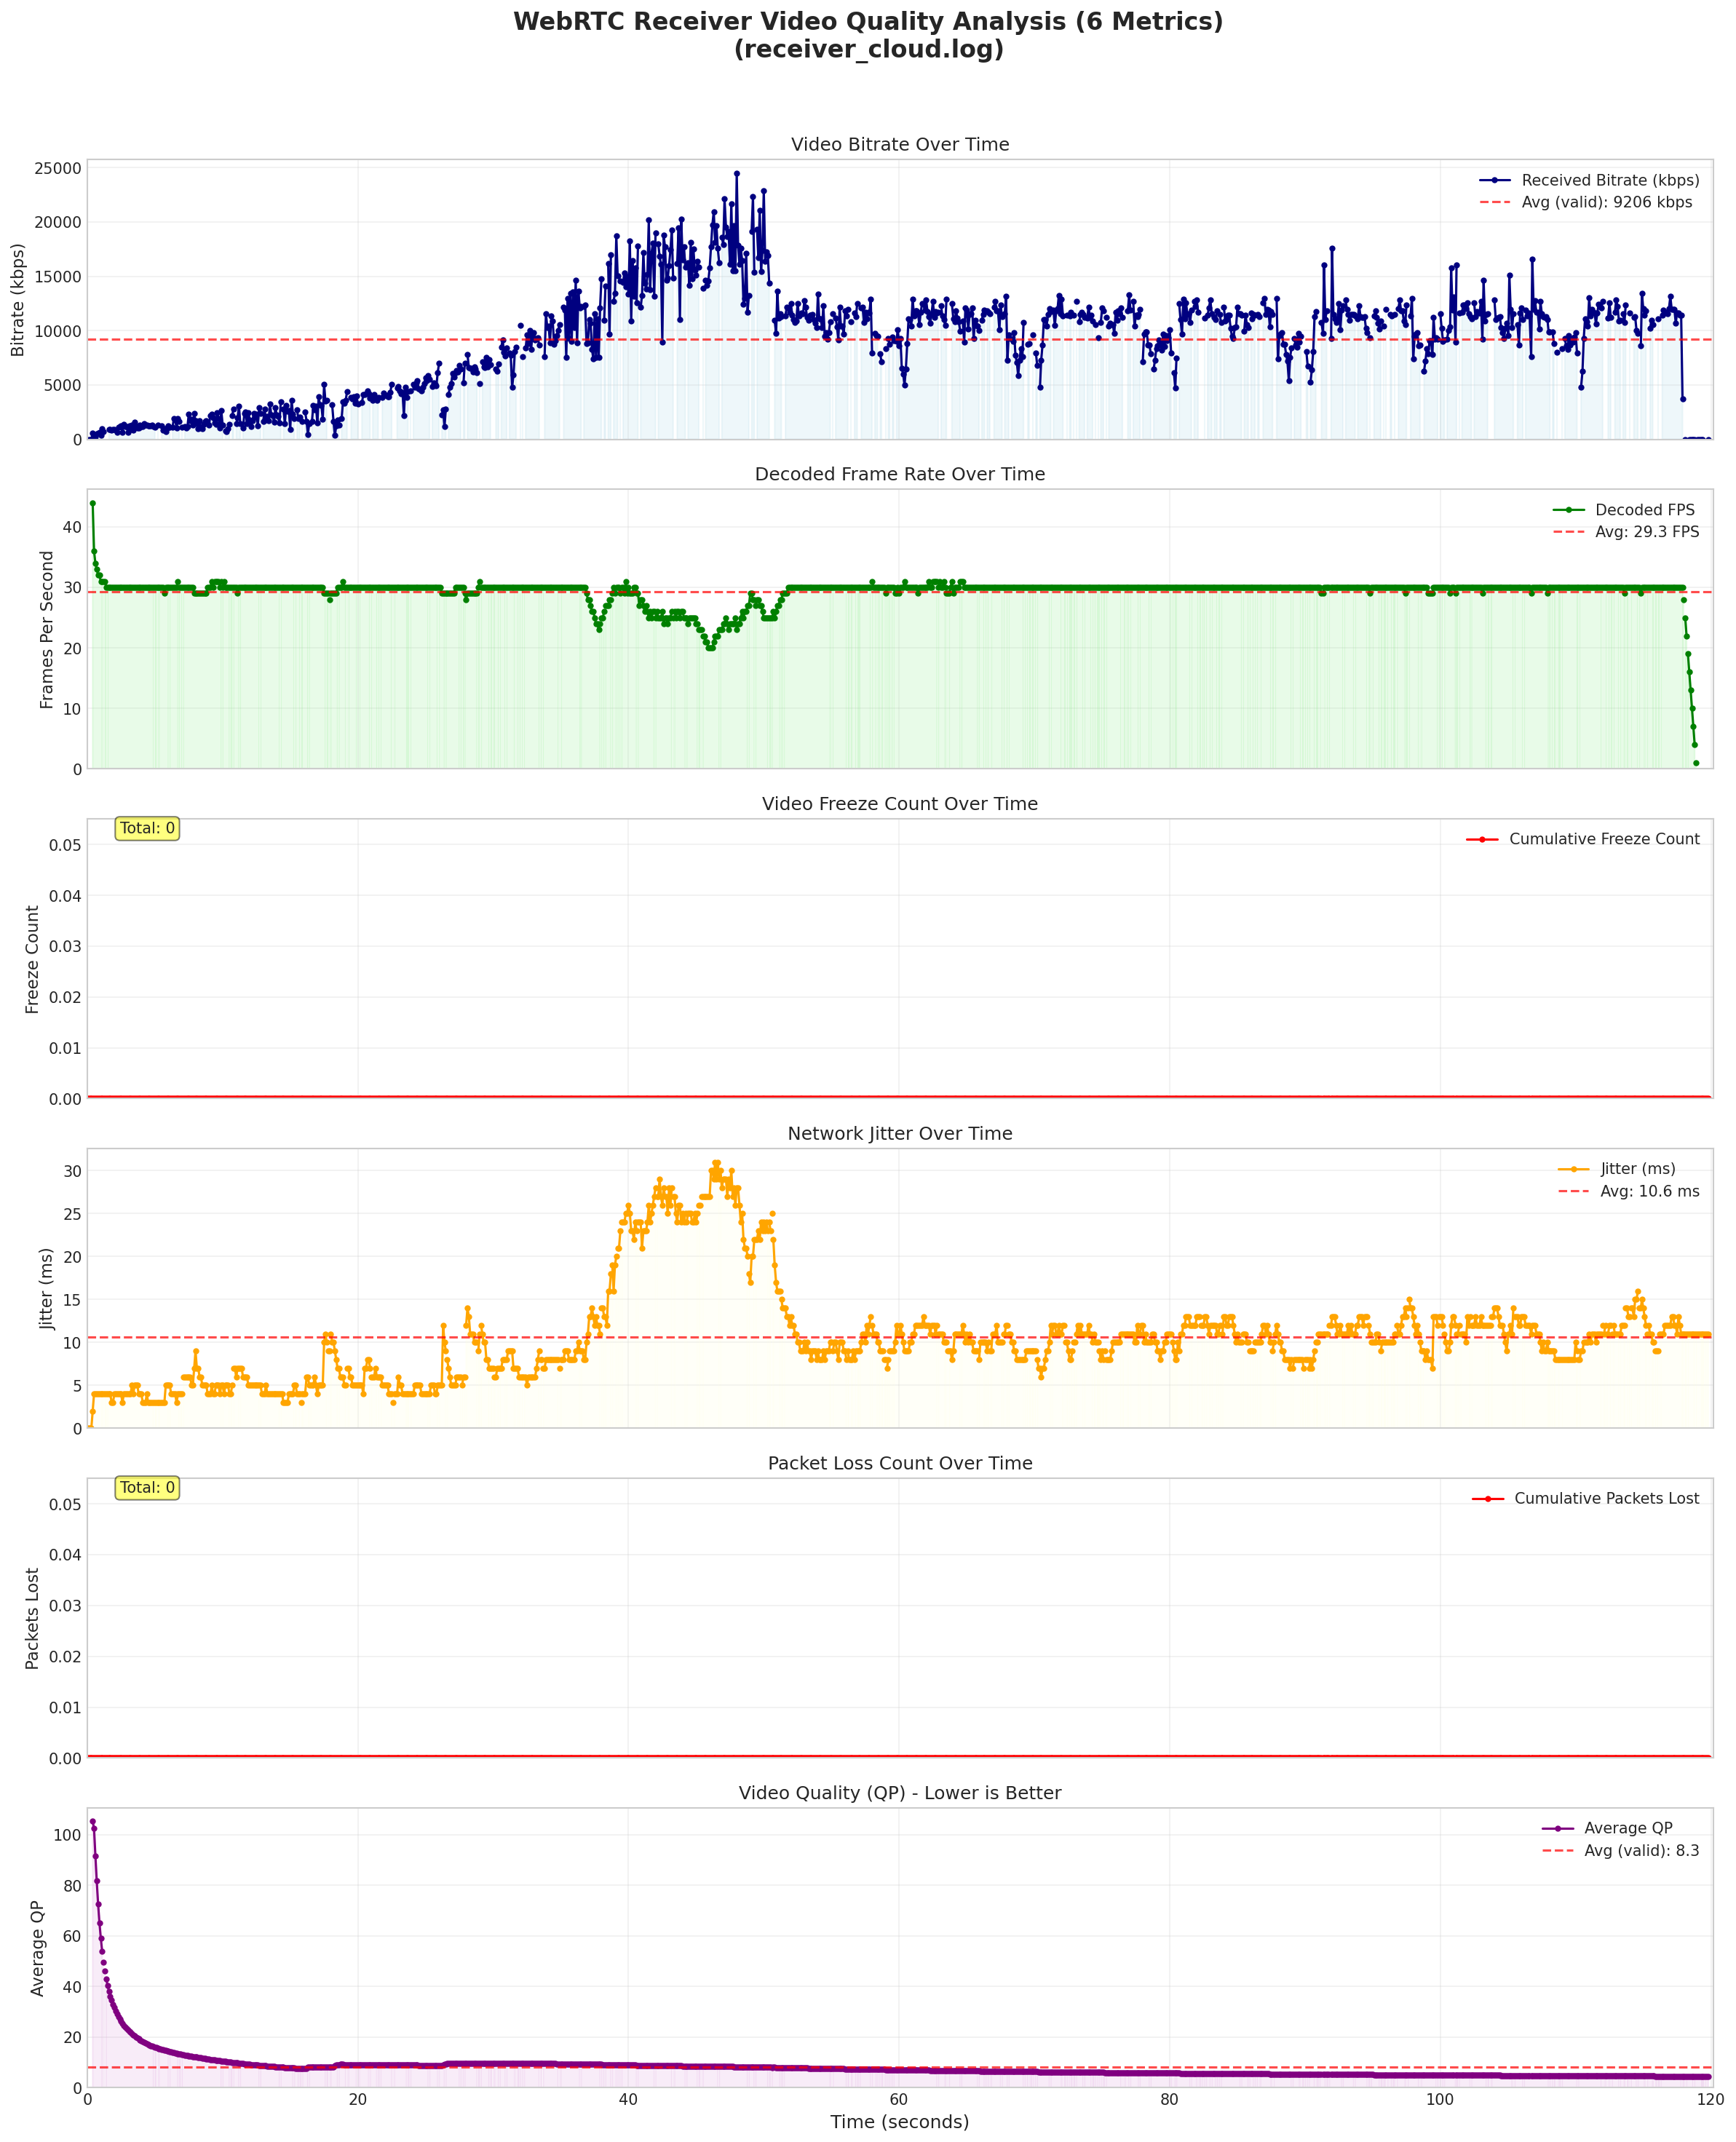 WebRTC Receiver Video Quality Analysis (6 Metrics)
(receiver_cloud.log)
Video Bitrate Over Time
Bitrate (kbps)
25000
20000
15000
10000
5000
0
Received Bitrate (kbps)
Avg (valid): 9206 kbps
Decoded Frame Rate Over Time
Frames Per Second
40
30
20
10
0
Decoded FPS
Avg: 29.3 FPS
Video Freeze Count Over Time
Freeze Count
Total: 0
0.05
0.04
0.03
0.02
0.01
0.00
Cumulative Freeze Count
Network Jitter Over Time
Jitter (ms)
30
25
20
15
10
5
0
Jitter (ms)
Avg: 10.6 ms
Packet Loss Count Over Time
Packets Lost
Total: 0
0.05
0.04
0.03
0.02
0.01
0.00
Cumulative Packets Lost
Video Quality (QP) - Lower is Better
Average QP
100
80
60
40
20
0
Average QP
Avg (valid): 8.3
0 20 40 60 80 100 120
Time (seconds)